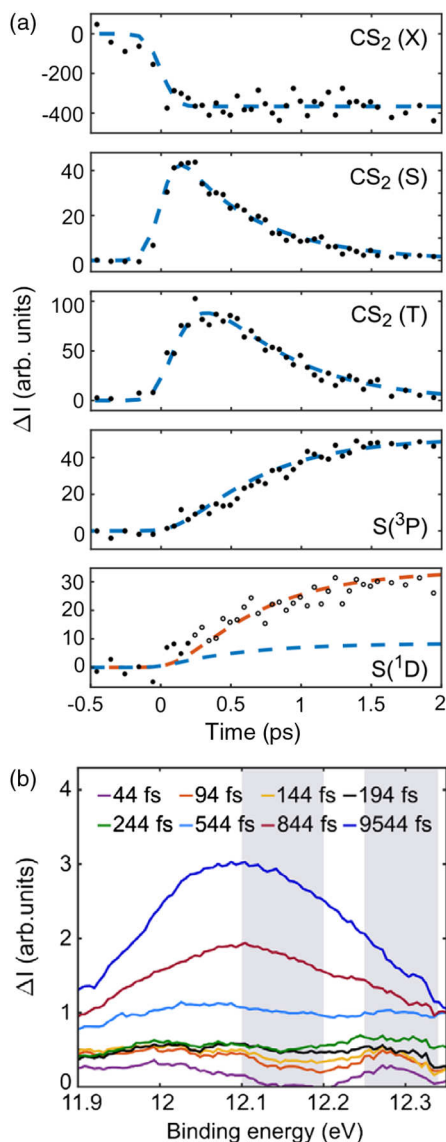 (a)
CS₂ (X)
0
-200
-400
CS₂ (S)
40
20
0
CS₂ (T)
100
50
0
ΔI (arb. units)
S(³P)
40
20
0
S(¹D)
30
20
10
0
-0.5 0 0.5 1 1.5 2
Time (ps)
(b)
44 fs 94 fs 144 fs 194 fs
244 fs 544 fs 844 fs 9544 fs
4
3
2
1
0
ΔI (arb.units)
11.9 12 12.1 12.2 12.3
Binding energy (eV)